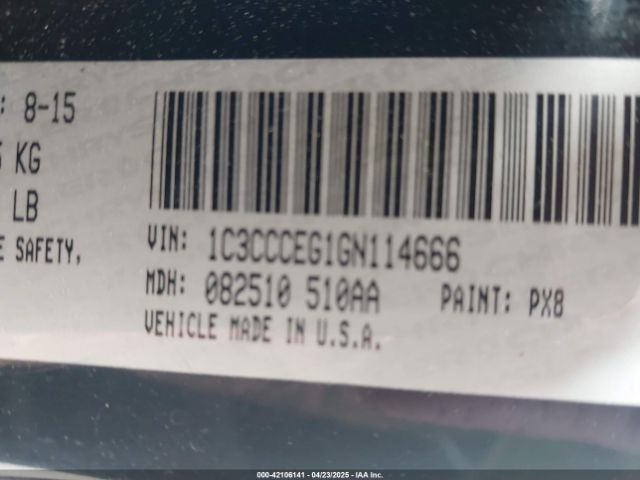 : 8-15
KG
LB
E SAFETY,
VIN: 1C3CCCEG1GN114666
MDH: 082510 510AA PAINT: PX8
VEHICLE MADE IN U.S.A.
000-42106141 - 04/23/2025 - IAA Inc.